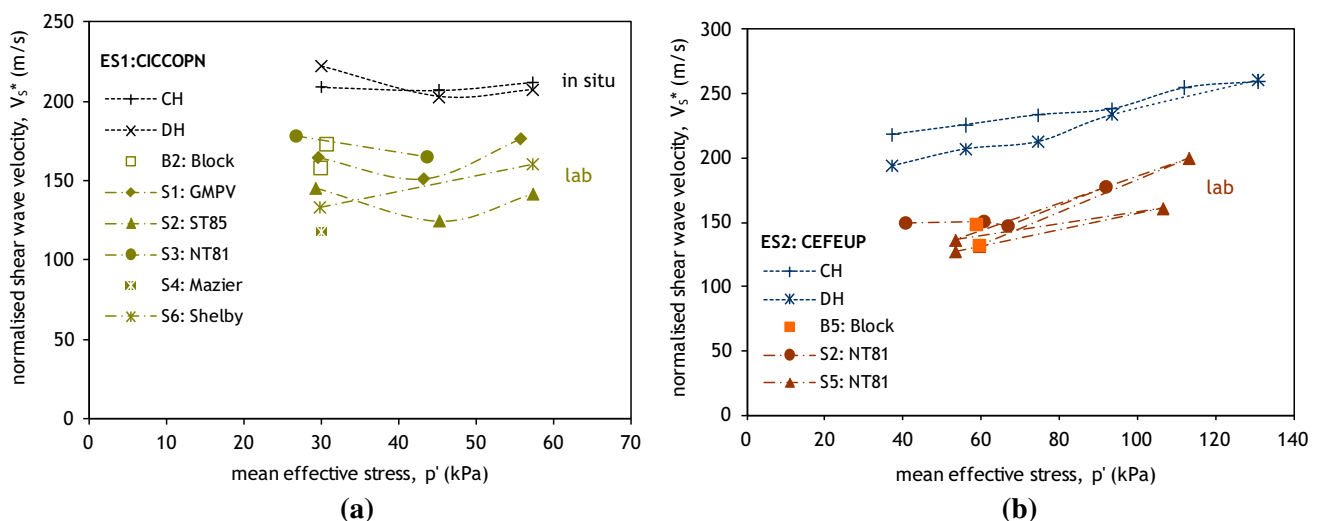 250
200
150
100
50
0
normalised shear wave velocity, Vs* (m/s)
ES1:CICCOPN
CH
DH
B2: Block
S1: GMPV
S2: ST85
S3: NT81
S4: Mazier
S6: Shelby
in situ
lab
0 10 20 30 40 50 60 70
mean effective stress, p' (kPa)
(a)
300
250
200
150
100
50
0
normalised shear wave velocity, Vs* (m/s)
lab
ES2: CEFEUP
CH
DH
B5: Block
S2: NT81
S5: NT81
0 20 40 60 80 100 120 140
mean effective stress, p' (kPa)
(b)